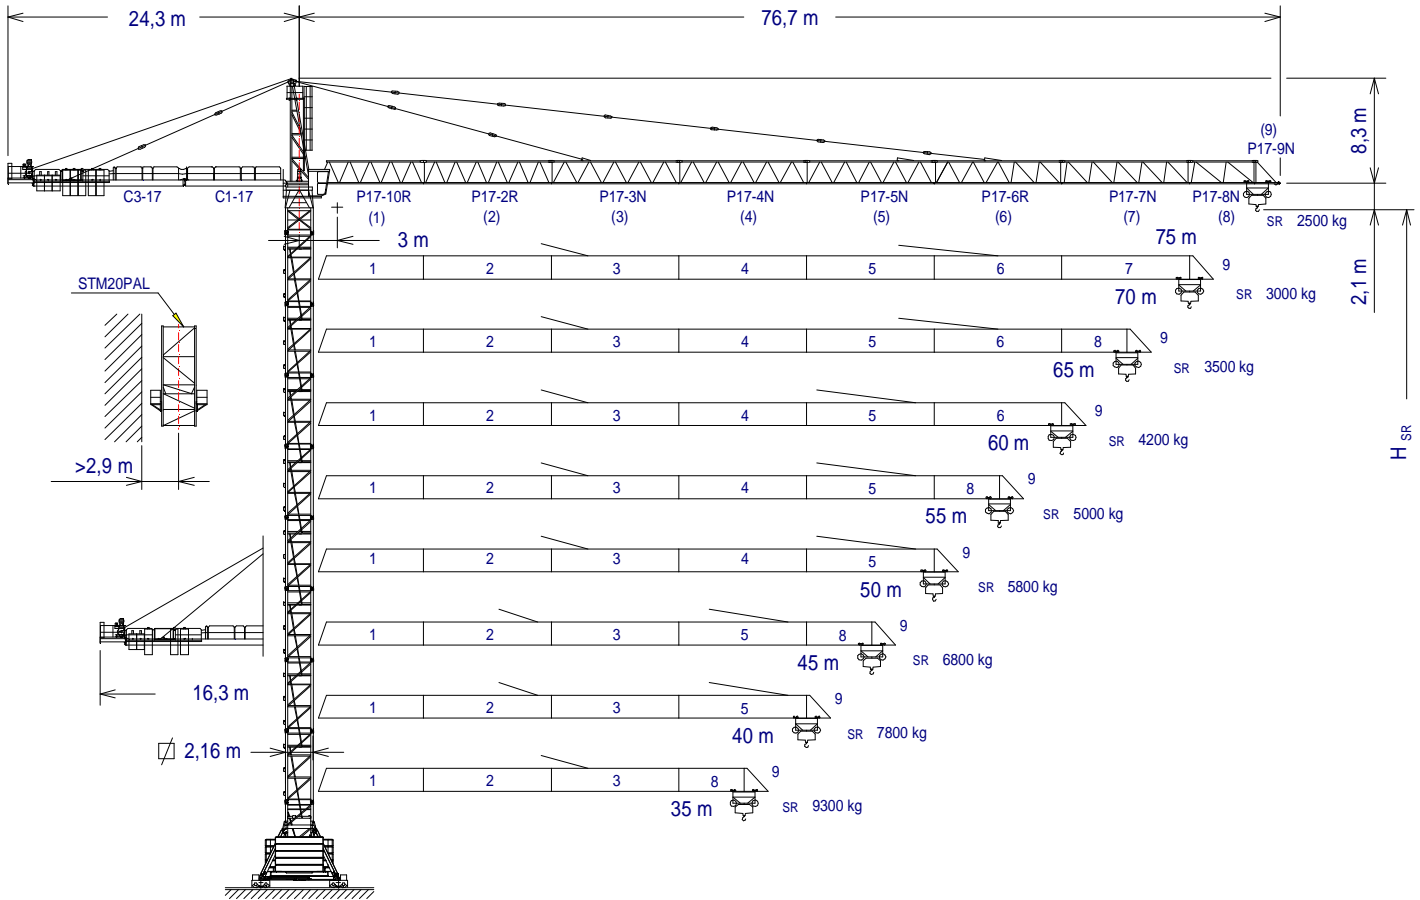 24,3 m
76,7 m
8,3 m
(9)
P17-9N
C3-17
C1-17
P17-10R
P17-2R
P17-3N
P17-4N
P17-5N
P17-6R
P17-7N
P17-8N
(1)
(2)
(3)
(4)
(5)
(6)
(7)
(8)
SR 2500 kg
3 m
75 m
2,1 m
1 2 3 4 5 6 7 9
70 m
SR 3000 kg
STM20PAL
1 2 3 4 5 6 8 9
65 m
SR 3500 kg
1 2 3 4 5 6 9
60 m
SR 4200 kg
H SR
>2,9 m
1 2 3 4 5 8 9
55 m
SR 5000 kg
1 2 3 4 5 9
50 m
SR 5800 kg
1 2 3 5 8 9
45 m
SR 6800 kg
16,3 m
1 2 3 5 9
40 m
SR 7800 kg
2,16 m
1 2 3 8 9
35 m
SR 9300 kg